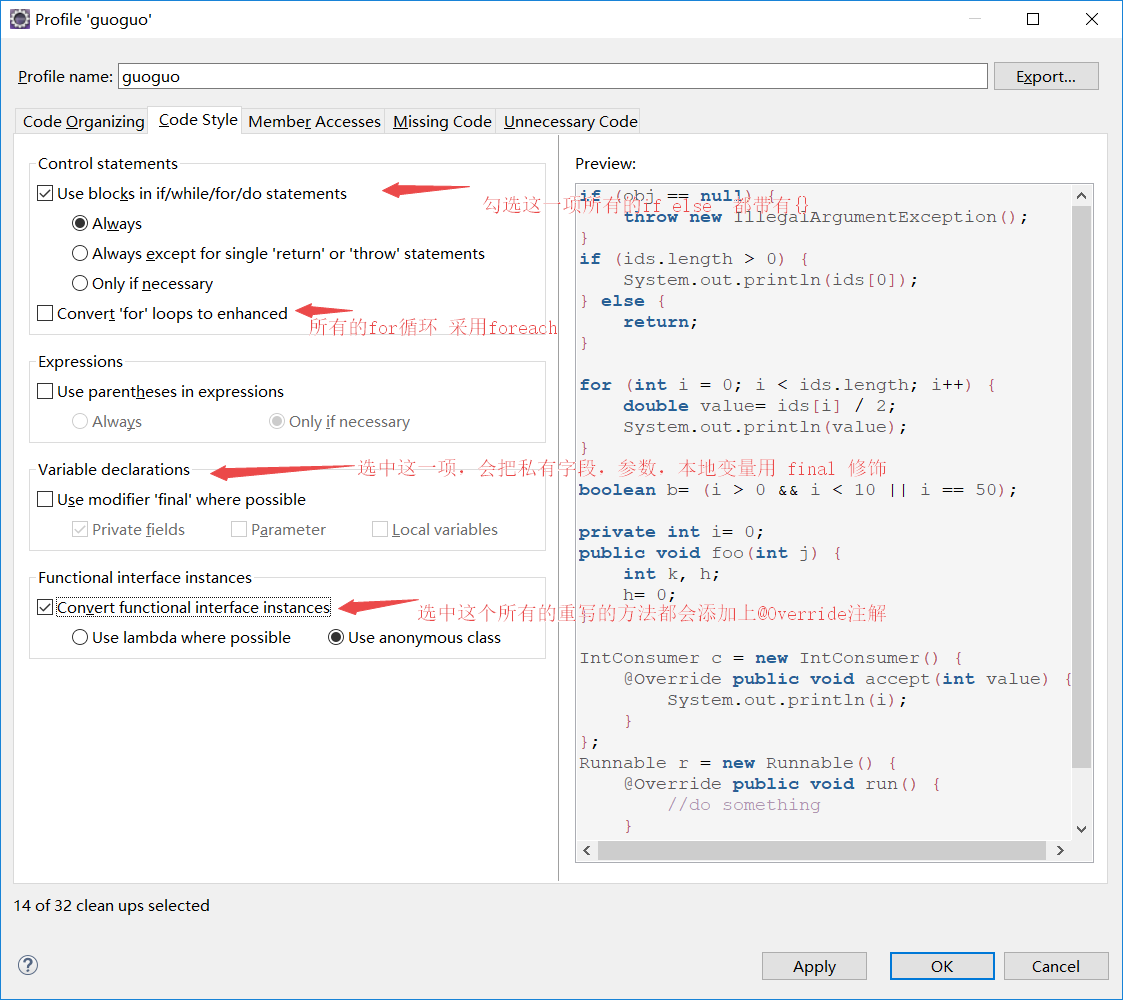 Profile 'guoguo'
Profile name:
guoguo
Export...
Code Organizing
Code Style
Member Accesses
Missing Code
Unnecessary Code
Control statements
Use blocks in if/while/for/do statements
勾选这一项所有的rf else 都带有{}
Always
Always except for single 'return' or 'throw' statements
Only if necessary
Convert 'for' loops to enhanced
所有的for循环 采用foreach
Expressions
Use parentheses in expressions
Always
Only if necessary
Variable declarations
选中这一项，会把私有字段，参数，本地变量用 final 修饰
Use modifier 'final' where possible
Private fields
Parameter
Local variables
Functional interface instances
Convert functional interface instances
选中这个所有的重写的方法都会添加上@Override注解
Use lambda where possible
Use anonymous class
Preview:
if (obj == null) {
    throw new IllegalArgumentException();
}
if (ids.length > 0) {
    System.out.println(ids[0]);
} else {
    return;
}
for (int i = 0; i < ids.length; i++) {
    double value= ids[i] / 2;
    System.out.println(value);
}
boolean b= (i > 0 && i < 10 || i == 50);
private int i= 0;
public void foo(int j) {
    int k, h;
    h= 0;
IntConsumer c = new IntConsumer() {
    @Override public void accept(int value) {
        System.out.println(i);
    }
};
Runnable r = new Runnable() {
    @Override public void run() {
        //do something
    }
14 of 32 clean ups selected
?
Apply
OK
Cancel